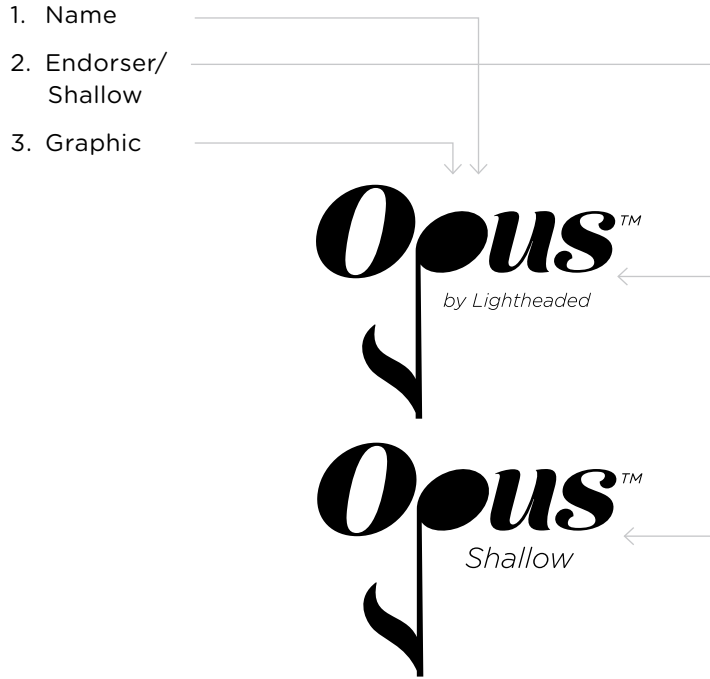 1. Name
2. Endorser/
Shallow
3. Graphic
Opus™
by Lightheaded
Opus™
Shallow